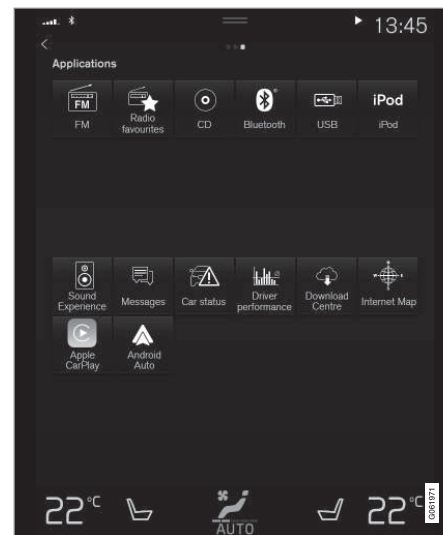 13:45
Applications
FM
iPod
FM
Radio
favourites
CD
Bluetooth
USB
iPod
Sound
Experience
Messages
Car status
Driver
performance
Download
Centre
Internet Map
Apple
CarPlay
Android
Auto
22°C
22°C
AUTO
G061971